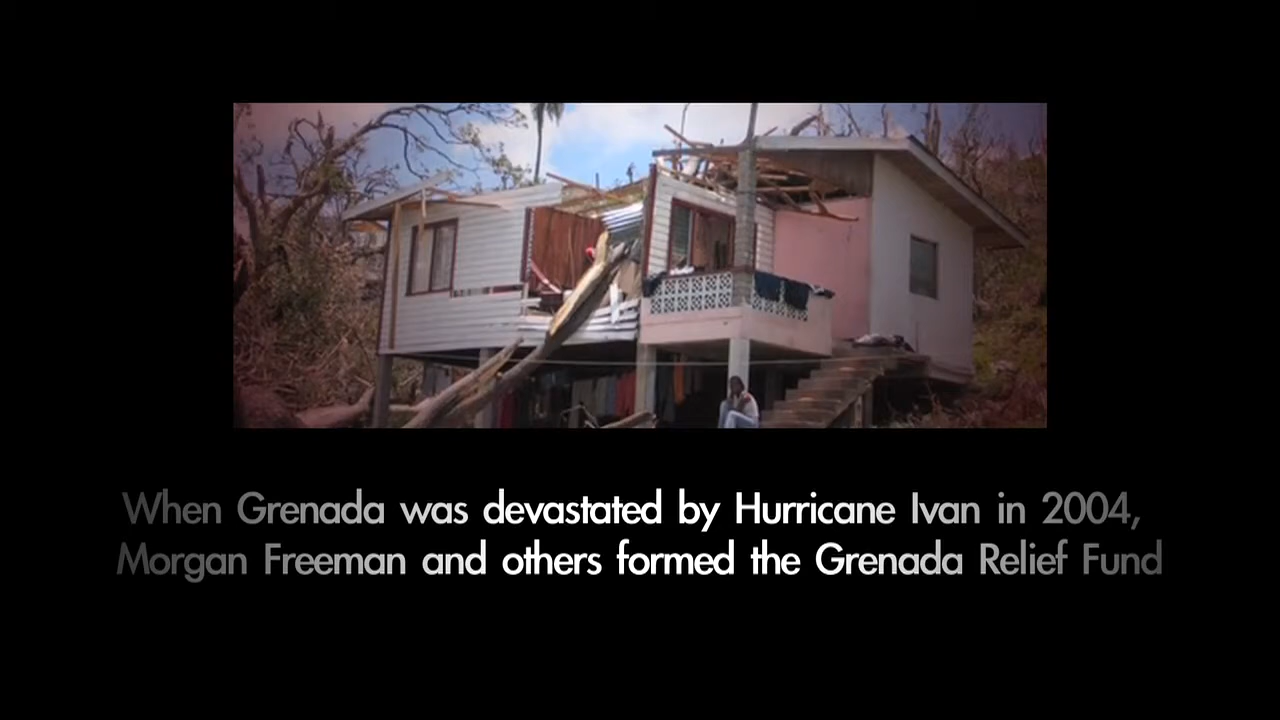 When Grenada was devastated by Hurricane Ivan in 2004,
Morgan Freeman and others formed the Grenada Relief Fund